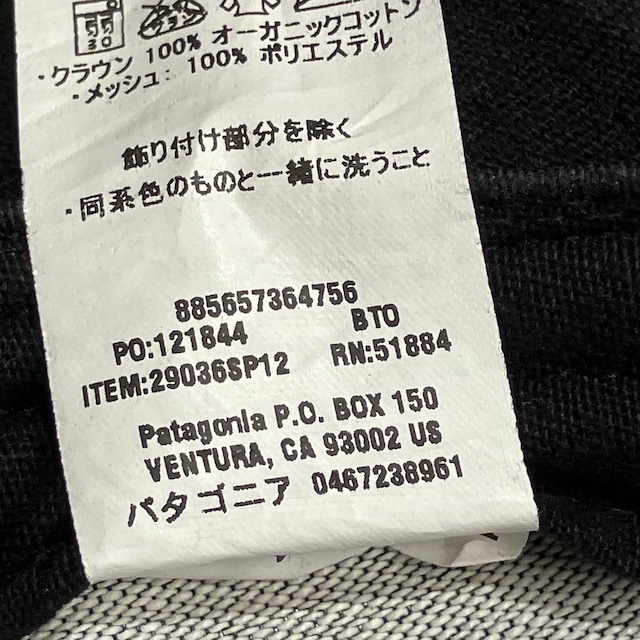 30
・クラウン 100% オーガニックコットン
・メッシュ: 100% ポリエステル
飾り付け部分を除く
・同系色のものと一緒に洗うこと
885657364756
PO:121844 BTO
ITEM:29036SP12 RN:51884
Patagonia P.O. BOX 150
VENTURA, CA 93002 US
パタゴニア 0467238961